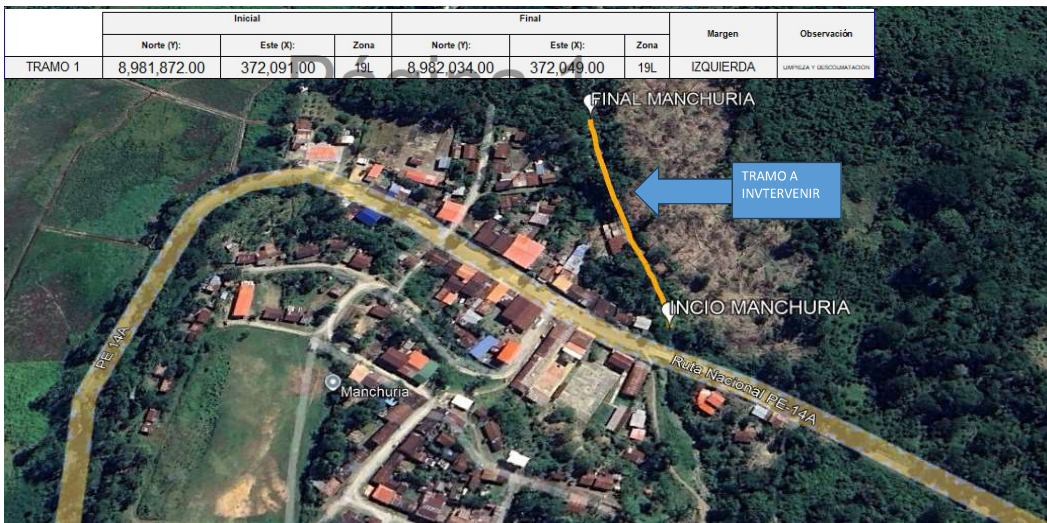 Inicial Final Margen Observación
Norte (Y): Este (X): Zona Norte (Y): Este (X): Zona
TRAMO 1 8,981,872.00 372,091.00 19L 8,982,034.00 372,049.00 19L IZQUIERDA LIMPIEZA Y DESCOLMATACION
FINAL MANCHURIA
TRAMO A
INVTERVENIR
INCIO MANCHURIA
PE-14A
Ruta Nacional PE-14A
Manchuria